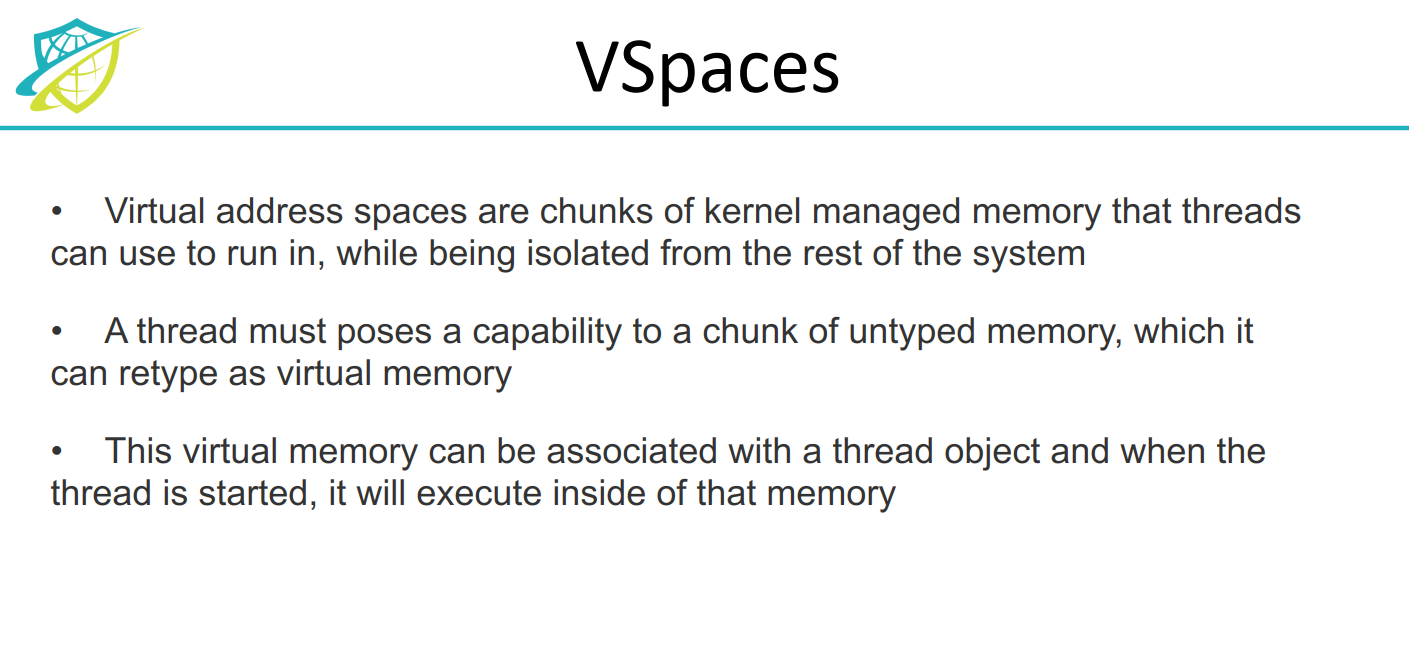 VSpaces
• Virtual address spaces are chunks of kernel managed memory that threads
can use to run in, while being isolated from the rest of the system
• A thread must poses a capability to a chunk of untyped memory, which it
can retype as virtual memory
• This virtual memory can be associated with a thread object and when the
thread is started, it will execute inside of that memory